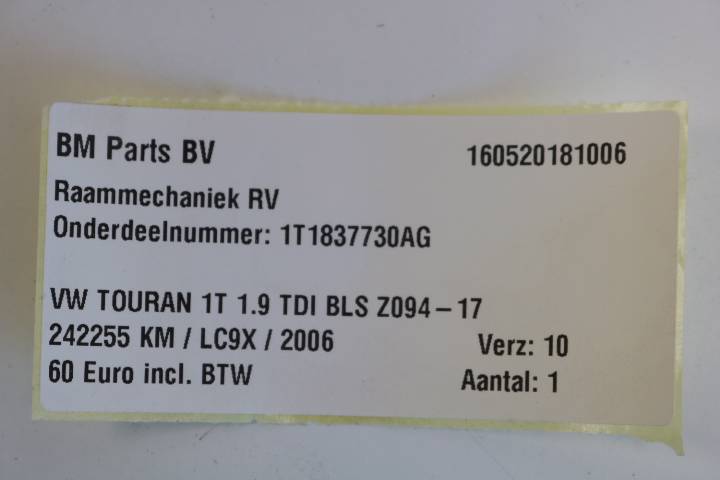 BM Parts BV 160520181006
Raammechaniek RV
Onderdeelnummer: 1T1837730AG
VW TOURAN 1T 1.9 TDI BLS Z094-17
242255 KM / LC9X / 2006 Verz: 10
60 Euro incl. BTW Aantal: 1